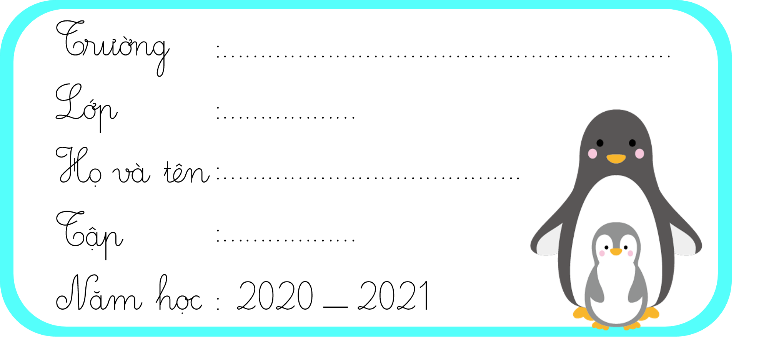 Trường :......................................................
Lớp :................
Họ và tên :....................................
Tập :................
Năm học : 2020 – 2021